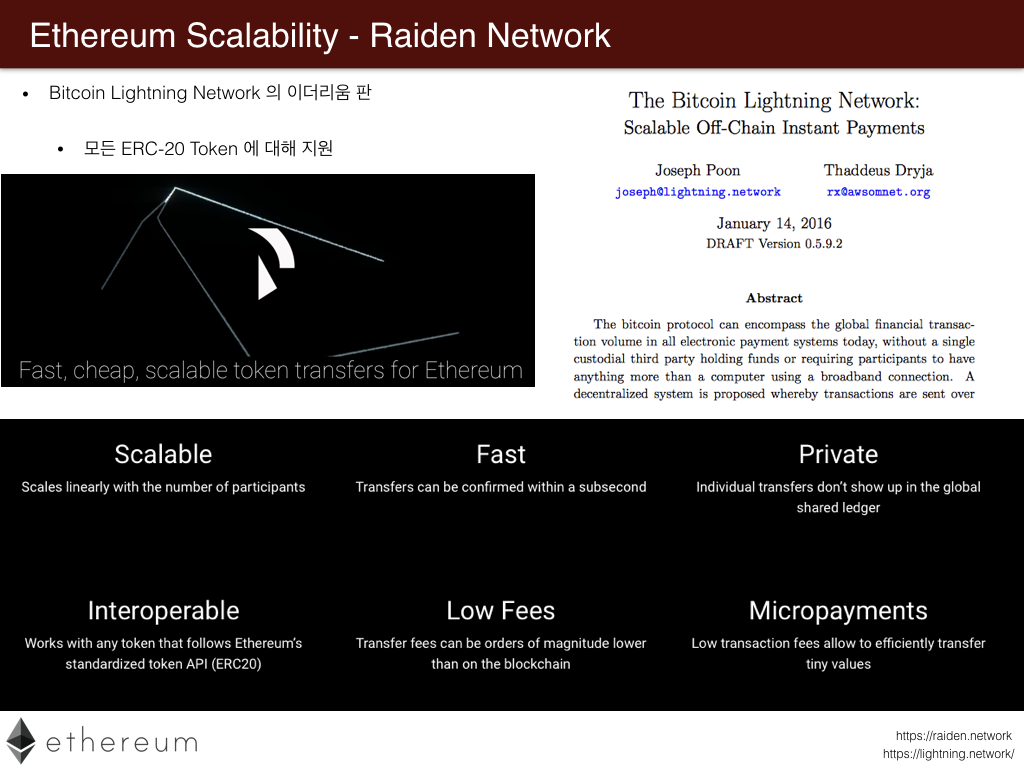 Ethereum Scalability - Raiden Network
• Bitcoin Lightning Network 의 이더리움 판
• 모든 ERC-20 Token 에 대해 지원
Fast, cheap, scalable token transfers for Ethereum
The Bitcoin Lightning Network:
Scalable Off-Chain Instant Payments
Joseph Poon Thaddeus Dryja
joseph@lightning.network rx@awsomnet.org
January 14, 2016
DRAFT Version 0.5.9.2
Abstract
The bitcoin protocol can encompass the global financial transac-
tion volume in all electronic payment systems today, without a single
custodial third party holding funds or requiring participants to have
anything more than a computer using a broadband connection. A
decentralized system is proposed whereby transactions are sent over
Scalable
Scales linearly with the number of participants
Fast
Transfers can be confirmed within a subsecond
Private
Individual transfers don't show up in the global
shared ledger
Interoperable
Works with any token that follows Ethereum's
standardized token API (ERC20)
Low Fees
Transfer fees can be orders of magnitude lower
than on the blockchain
Micropayments
Low transaction fees allow to efficiently transfer
tiny values
ethereum
https://raiden.network
https://lightning.network/